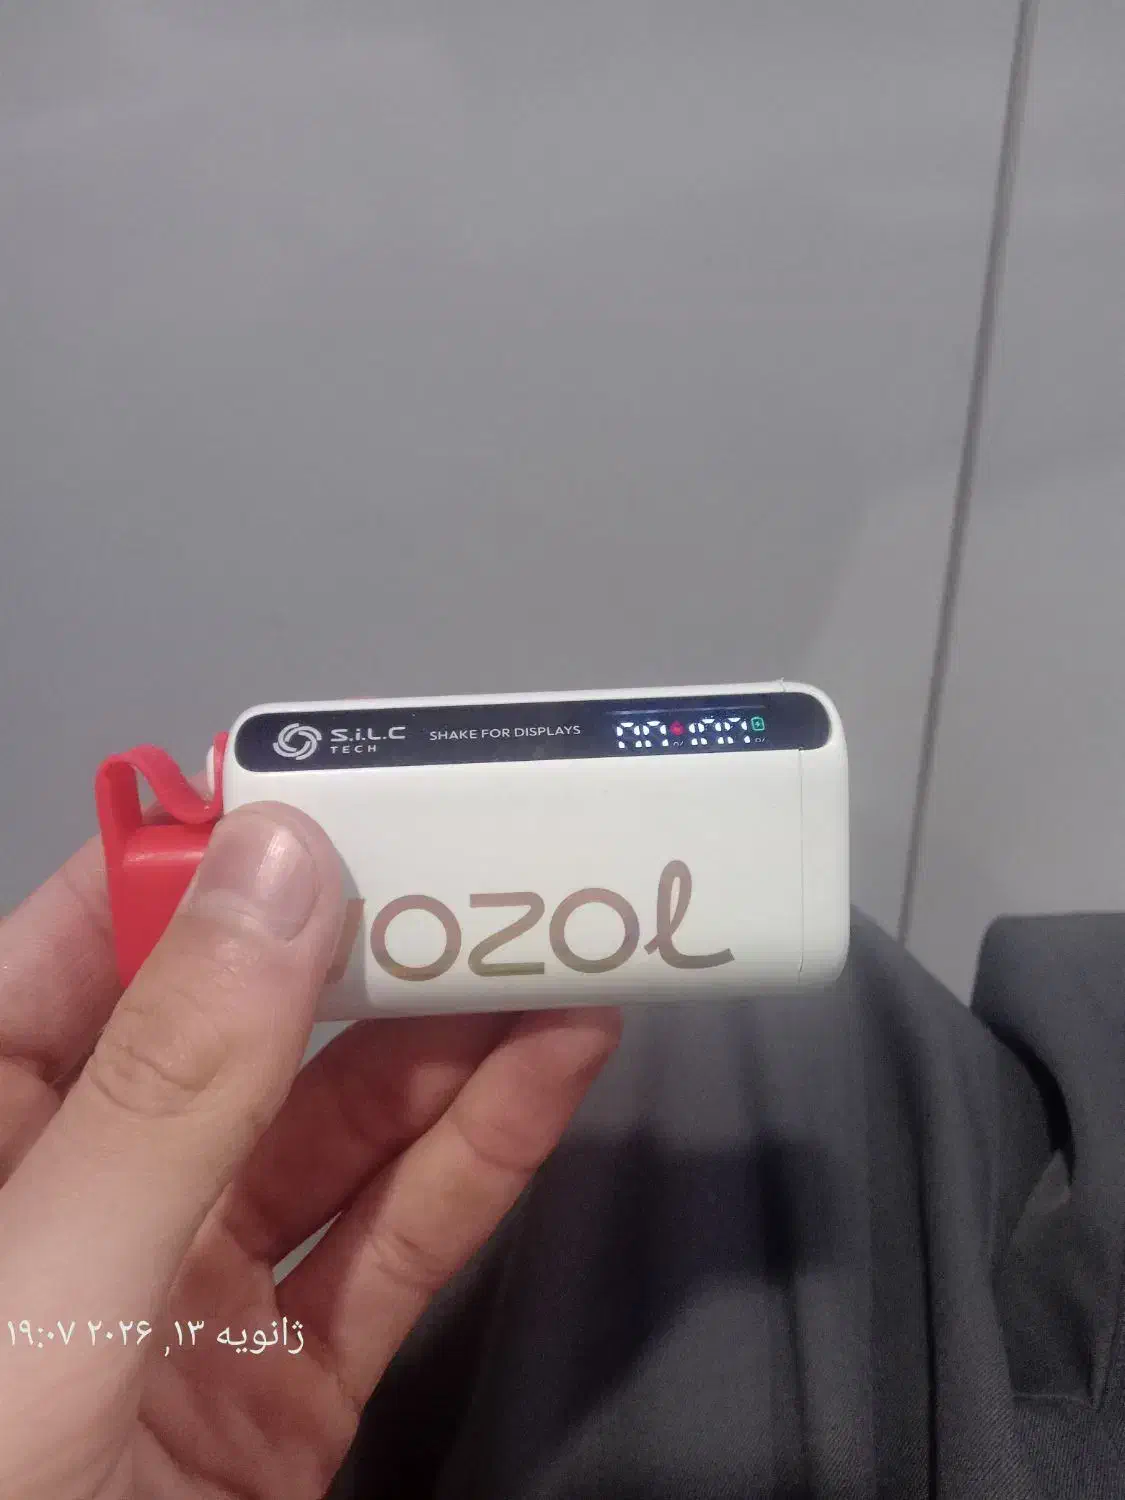 S.i.L.C
TECH
SHAKE FOR DISPLAYS
vozol
ژانویه ۱۳, ۲۰۲۶ ۱۹:۰۷